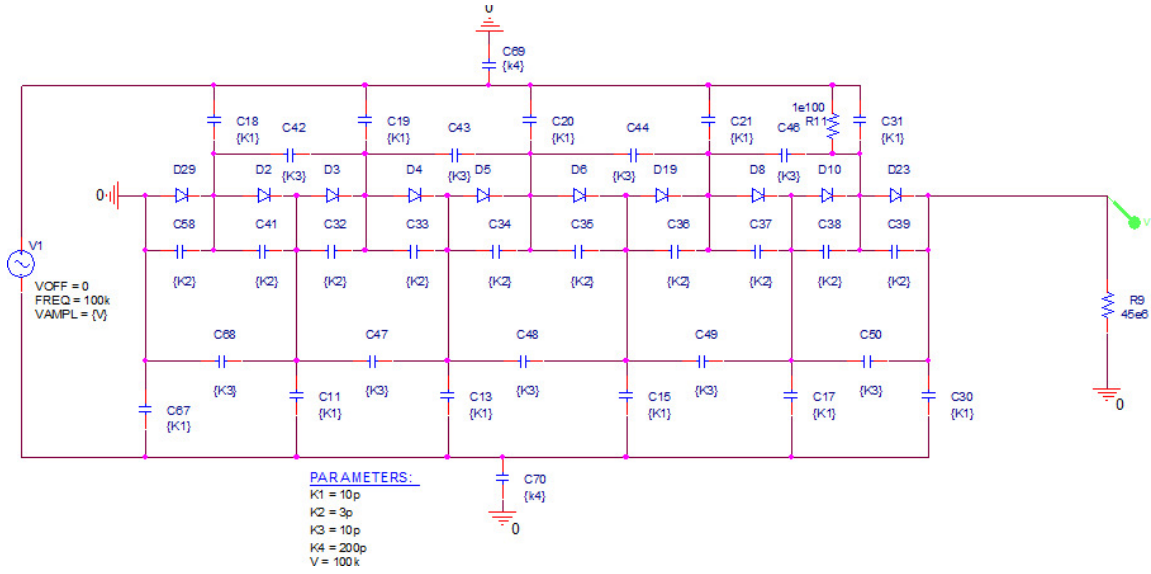 0
C69
{k4}
1e100
C18
C42
C19
C43
C20
C44
C21
C46
R11
C31
{K1}
{K1}
{K1}
{K1}
{K1}
D29
D2
{K3}
D3
D4
{K3}
D5
D6
{K3}
D19
D8
{K3}
D10
D23
0
V
C58
C41
C32
C33
C34
C35
C36
C37
C38
C39
V1
{K2}
{K2}
{K2}
{K2}
{K2}
{K2}
{K2}
{K2}
{K2}
{K2}
VOFF = 0
FREQ = 100k
VAMPL = {V}
R9
45e6
C68
C47
C48
C49
C50
{K3}
{K3}
{K3}
{K3}
{K3}
C67
C11
C13
C15
C17
C30
{K1}
{K1}
{K1}
{K1}
{K1}
{K1}
0
PARAMETERS:
K1 = 10p
K2 = 3p
K3 = 10p
K4 = 200p
V = 100k
C70
{k4}
0